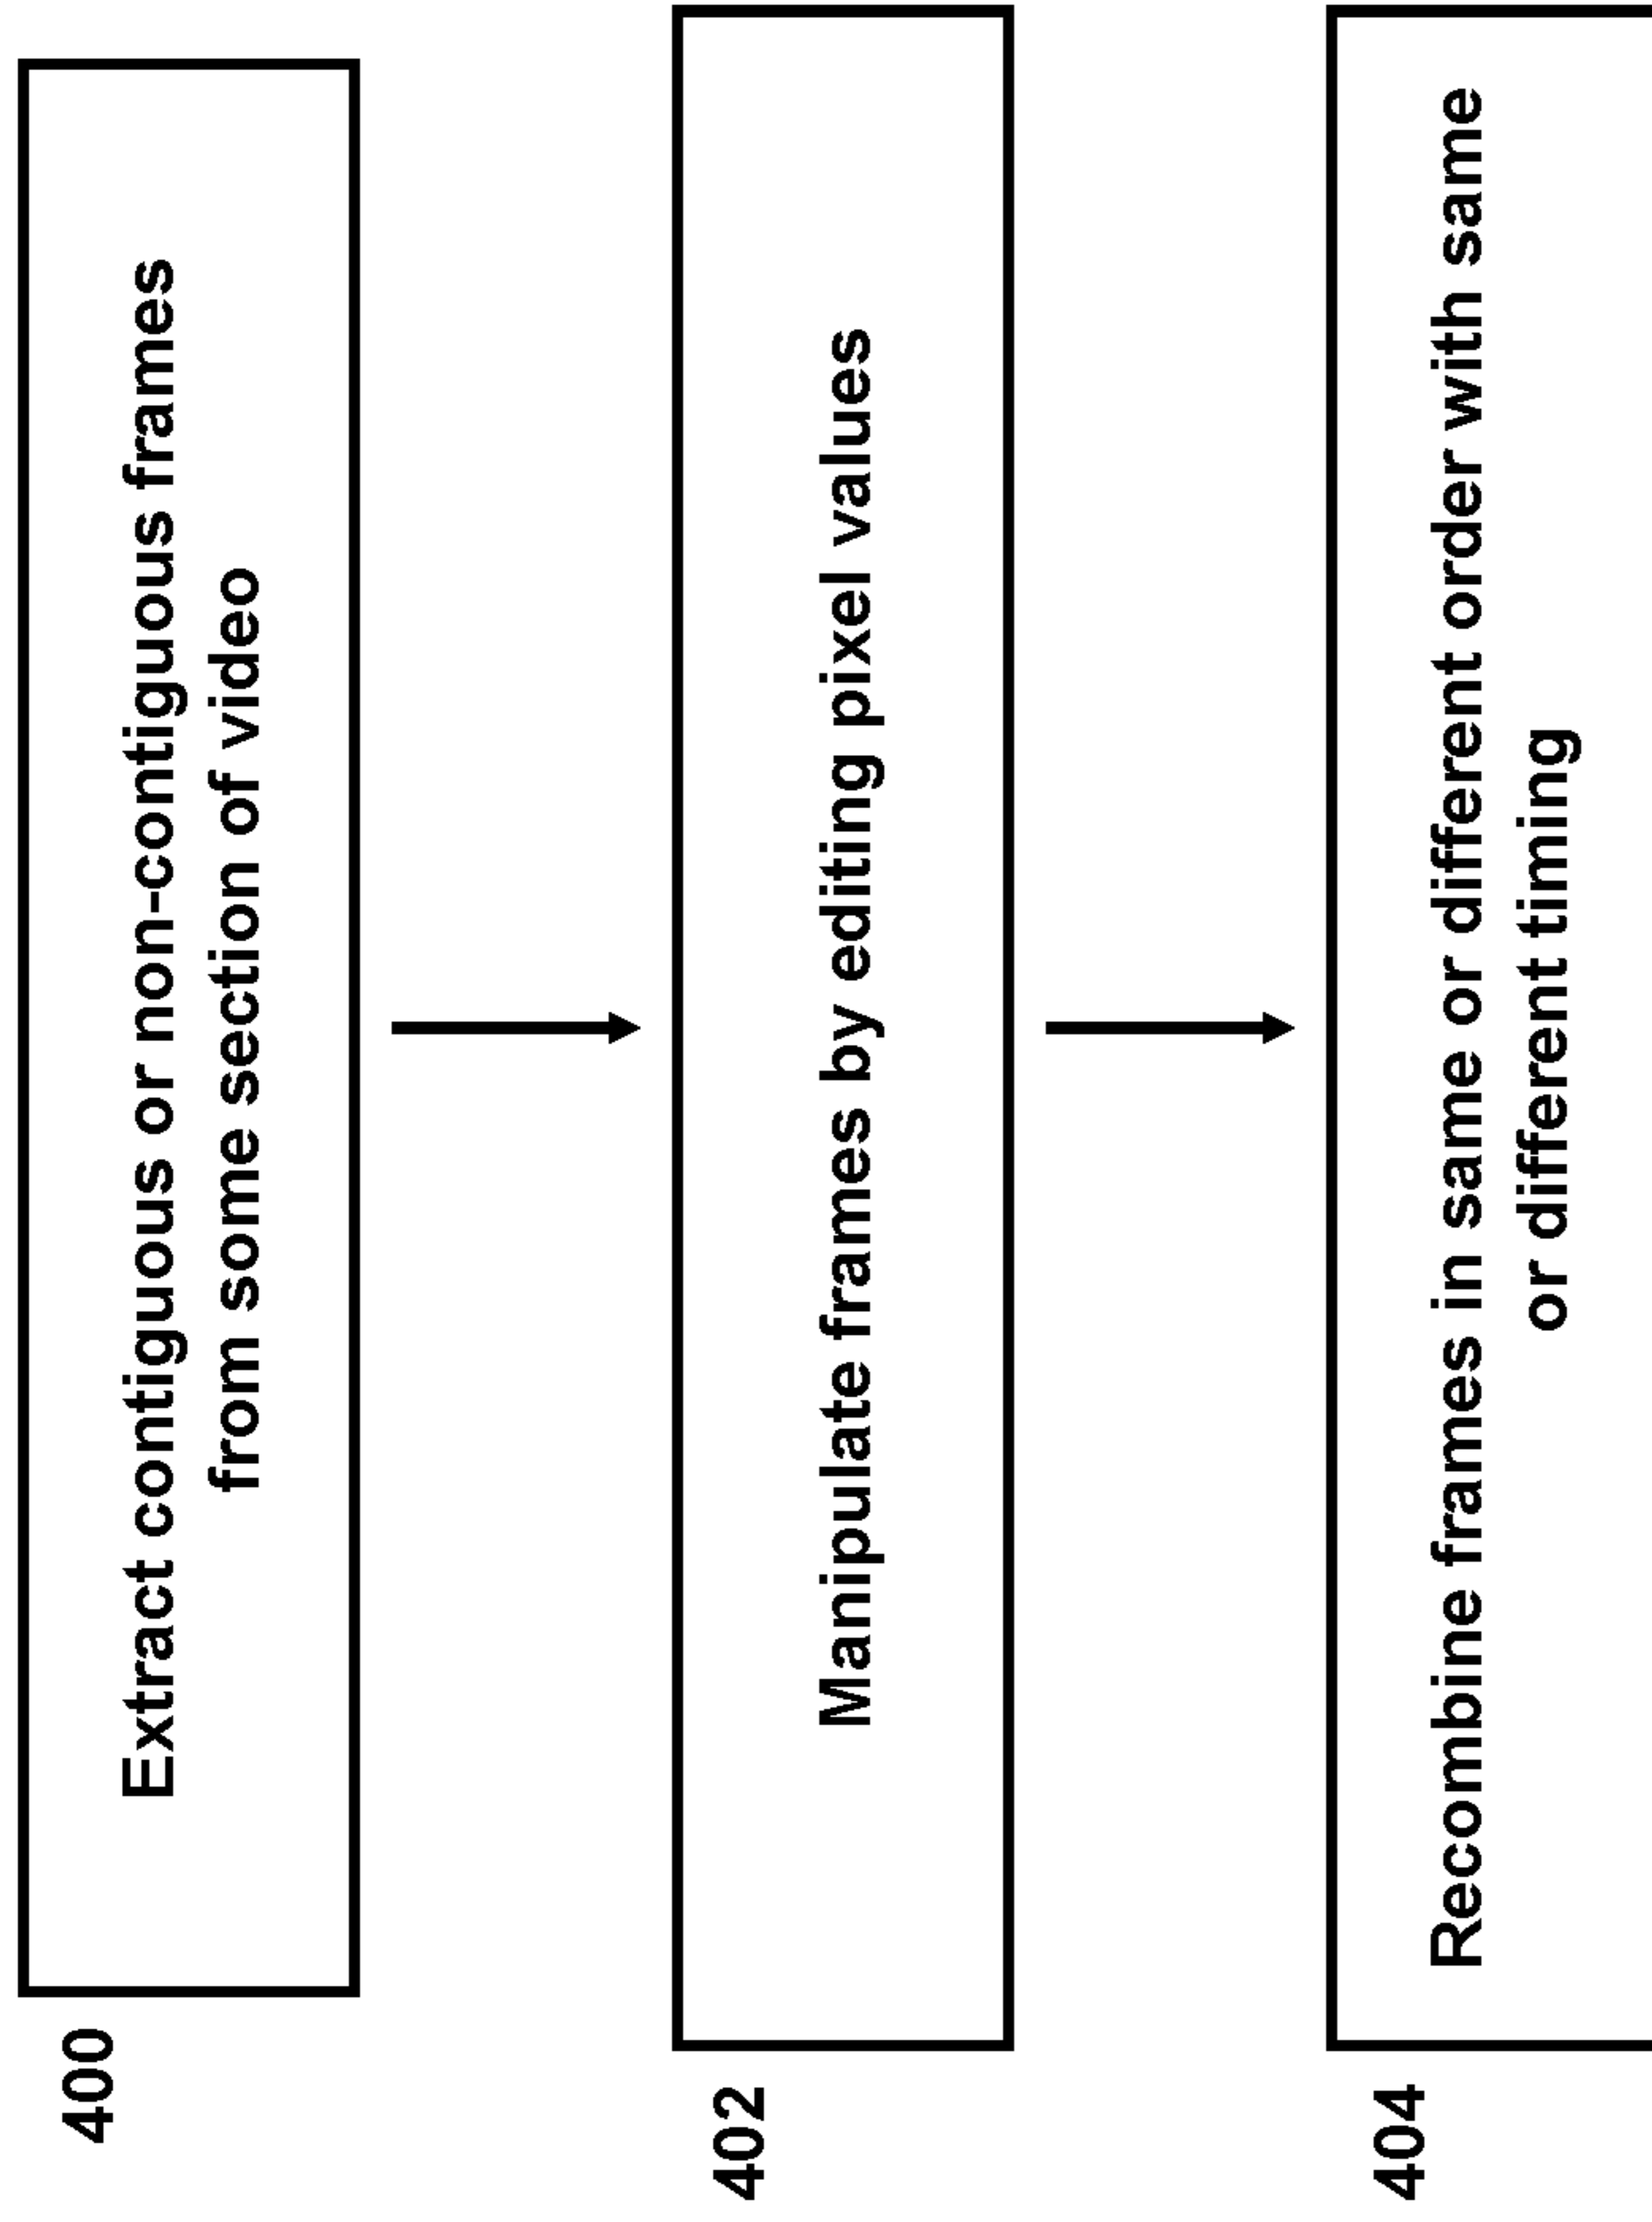 400
Extract contiguous or non-contiguous frames
from some section of video
402
Manipulate frames by editing pixel values
404
Recombine frames in same or different order with same
or different timing